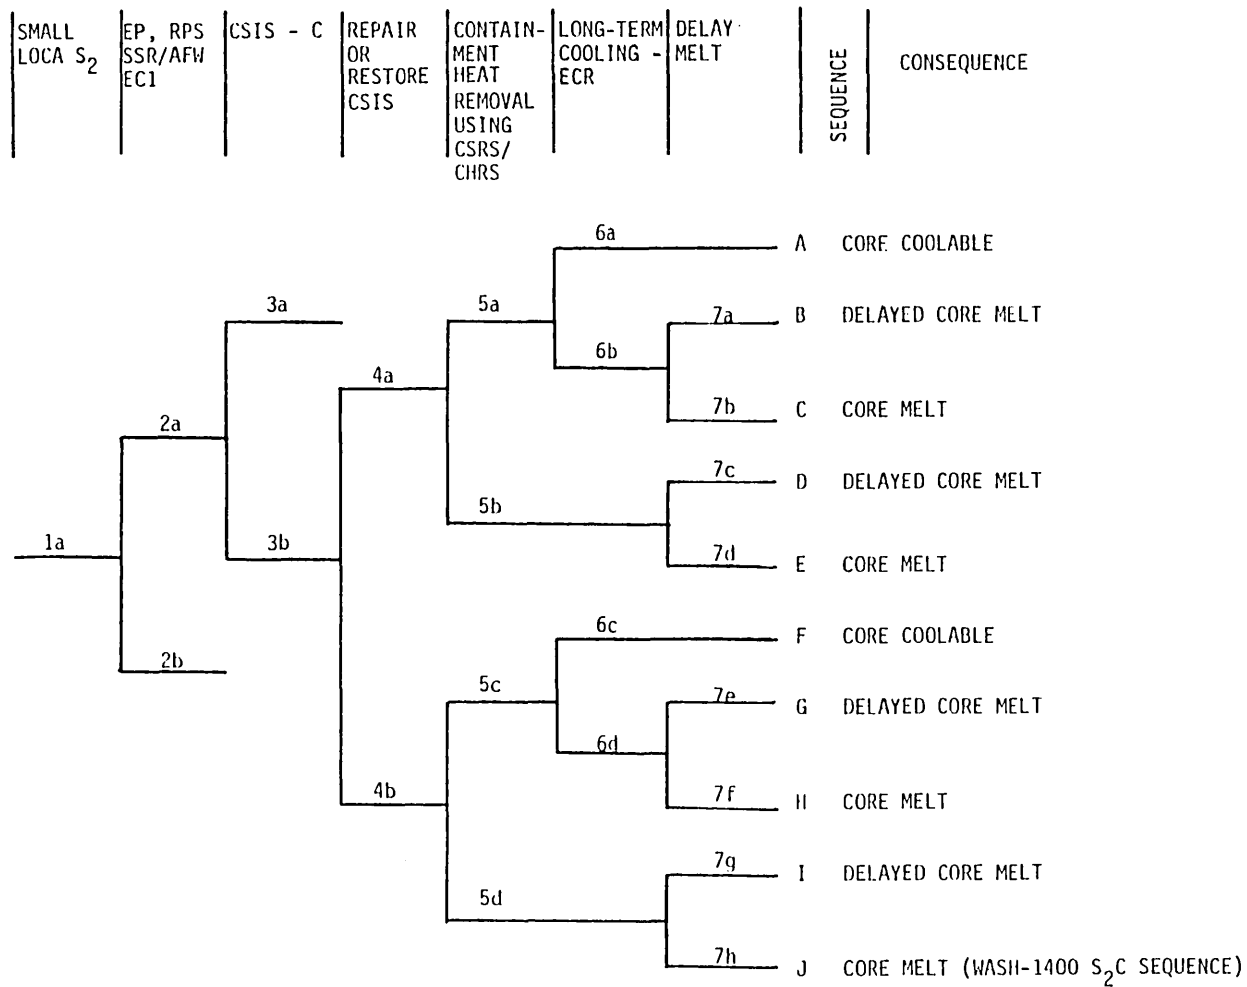 SMALL
LOCA S2
EP, RPS
SSR/AFW
EC1
CSIS - C
REPAIR
OR
RESTORE
CSIS
CONTAIN-
MENT
HEAT
REMOVAL
USING
CSRS/
CHRS
LONG-TERM
COOLING -
ECR
DELAY
MELT
SEQUENCE
CONSEQUENCE
6a
A CORE COOLABLE
3a
5a
7a
B DELAYED CORE MELT
6b
4a
7b
C CORE MELT
2a
7c
D DELAYED CORE MELT
5b
1a
3b
7d
E CORE MELT
6c
F CORE COOLABLE
2b
5c
7e
G DELAYED CORE MELT
6d
4b
7f
H CORE MELT
7g
I DELAYED CORE MELT
5d
7h
J CORE MELT (WASH-1400 S2C SEQUENCE)